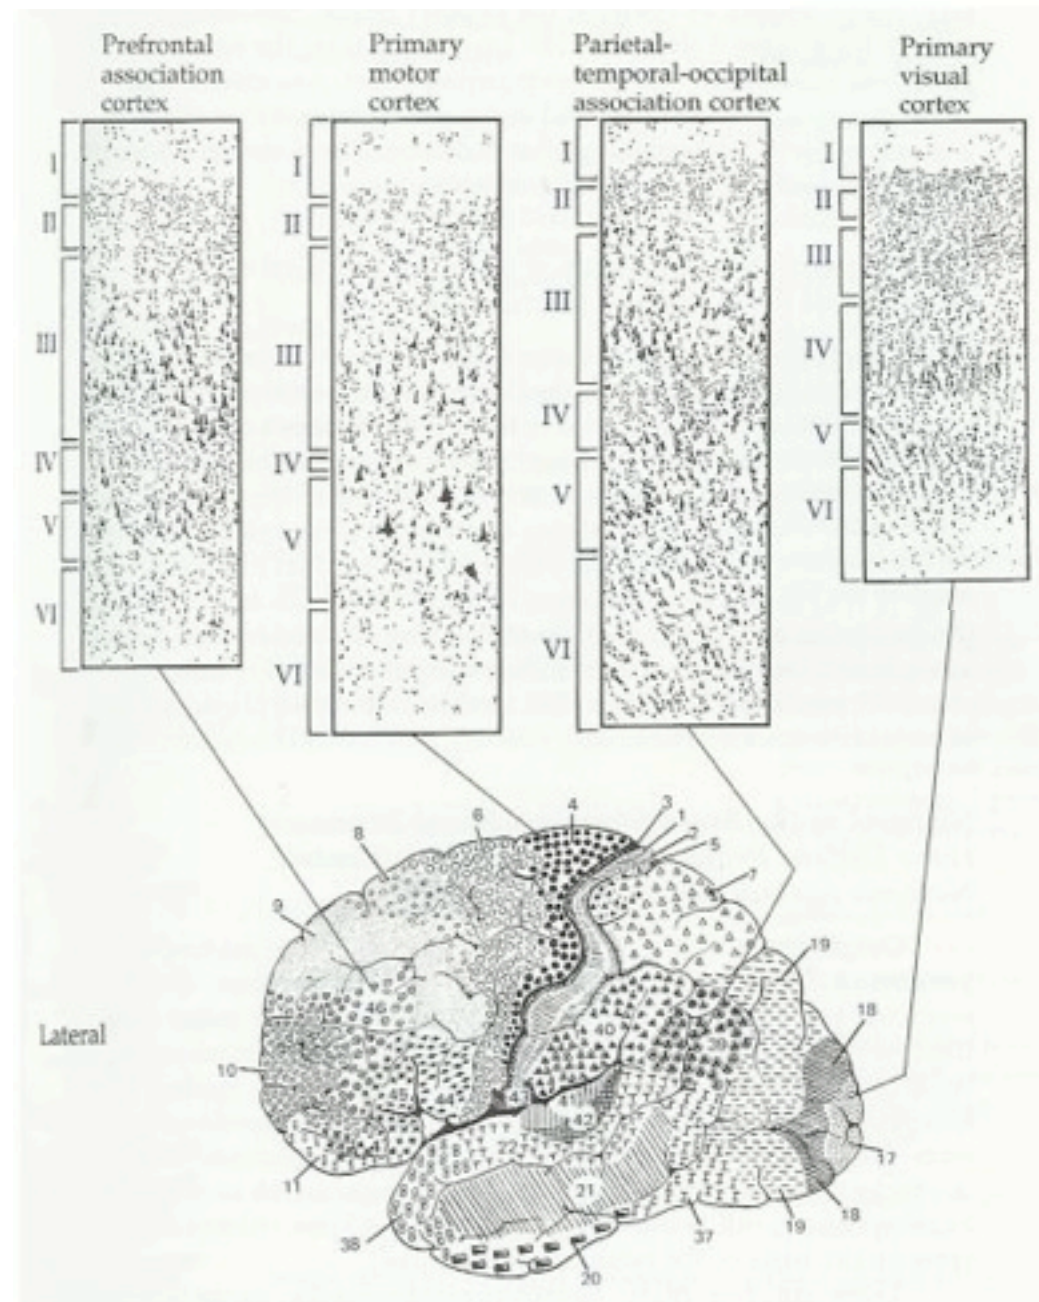 Prefrontal
association
cortex
I
II
III
IV
V
VI
Primary
motor
cortex
I
II
III
IV
V
VI
Parietal-
temporal-occipital
association cortex
I
II
III
IV
V
VI
Primary
visual
cortex
I
II
III
IV
V
VI
Lateral
4
3
1
2
5
6
7
8
9
19
46
18
40
39
10
45
44
43
41
42
22
17
11
21
18
38
37
19
20